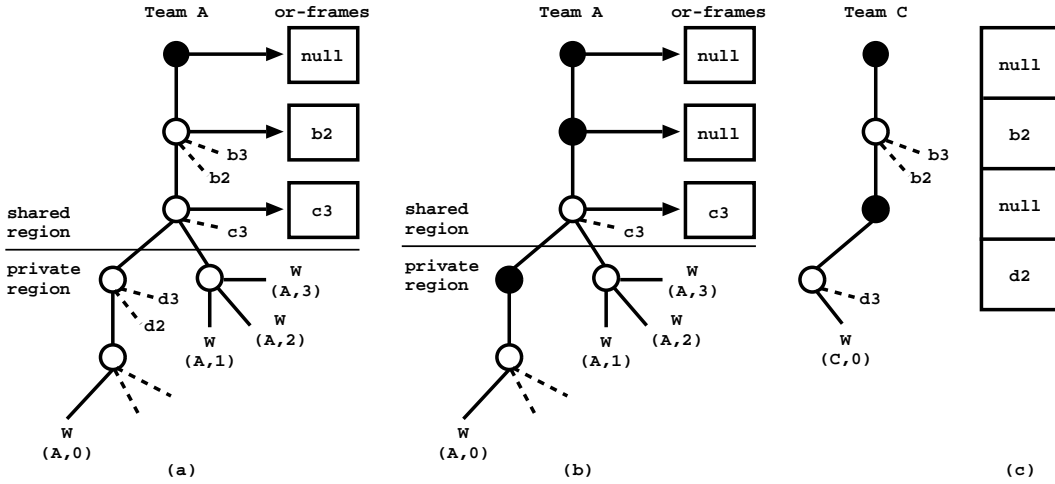 Team A or-frames
null
b2
b3
b2
c3
c3
shared
region
private
region
d3
d2
W
(A,3)
W
(A,2)
W
(A,1)
W
(A,0)
(a)
Team A or-frames
null
null
c3
c3
shared
region
private
region
W
(A,3)
W
(A,2)
W
(A,1)
W
(A,0)
(b)
Team C
b3
b2
d3
W
(C,0)
null
b2
null
d2
(c)